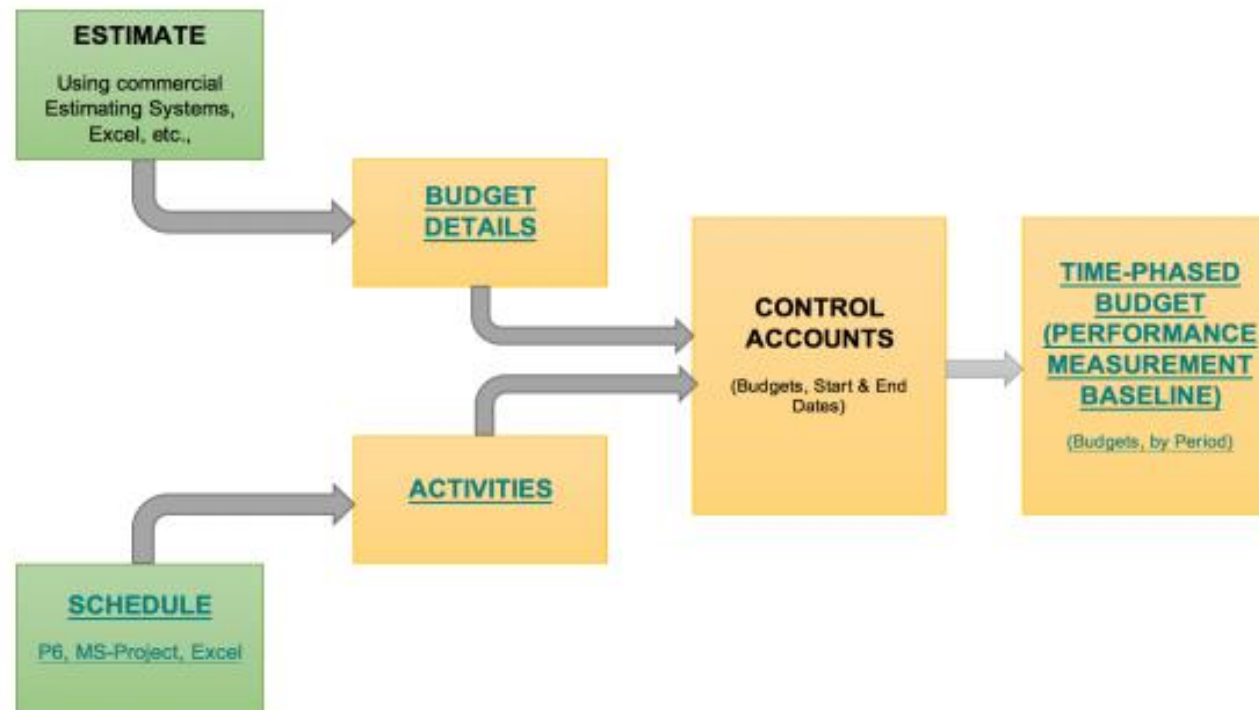 ESTIMATE
Using commercial
Estimating Systems,
Excel, etc.,
BUDGET
DETAILS
CONTROL
ACCOUNTS
(Budgets, Start & End
Dates)
TIME-PHASED
BUDGET
(PERFORMANCE
MEASUREMENT
BASELINE)
(Budgets, by Period)
ACTIVITIES
SCHEDULE
P6, MS-Project, Excel